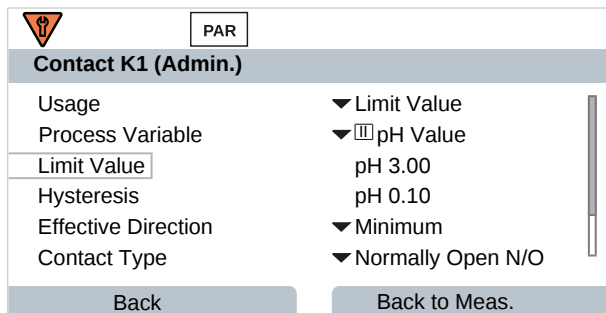 PAR
Contact K1 (Admin.)
Usage Limit Value
Process Variable II pH Value
Limit Value pH 3.00
Hysteresis pH 0.10
Effective Direction Minimum
Contact Type Normally Open N/O
Back Back to Meas.